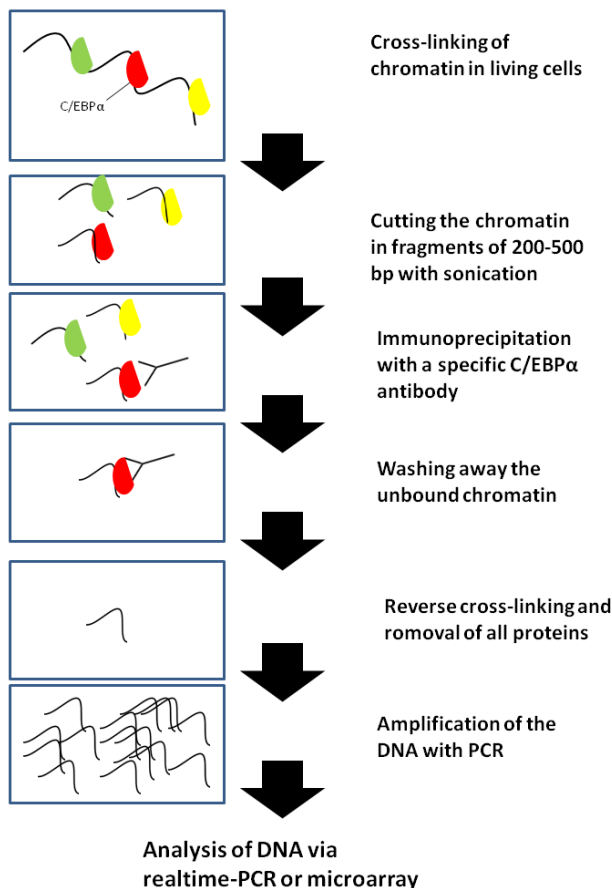 Cross-linking of
chromatin in living cells
C/EBPα
Cutting the chromatin
in fragments of 200-500
bp with sonication
Immunoprecipitation
with a specific C/EBPα
antibody
Washing away the
unbound chromatin
Reverse cross-linking and
romoval of all proteins
Amplification of the
DNA with PCR
Analysis of DNA via
realtime-PCR or microarray